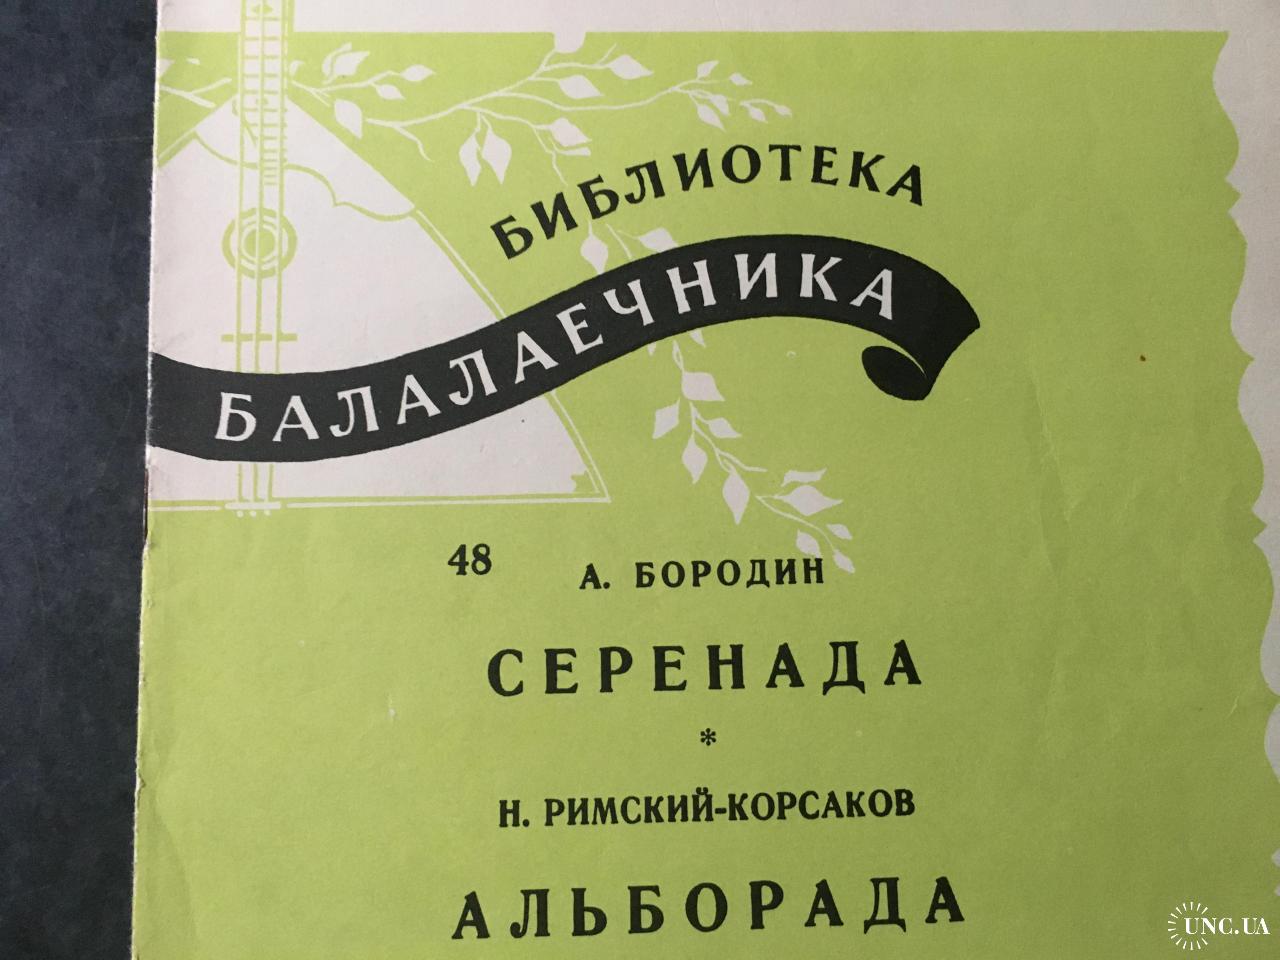 БИБЛИОТЕКА
БАЛАЛАЕЧНИКА
48
А. БОРОДИН
СЕРЕНАДА
*
Н. РИМСКИЙ-КОРСАКОВ
АЛЬБОРАДА
UNC.UA